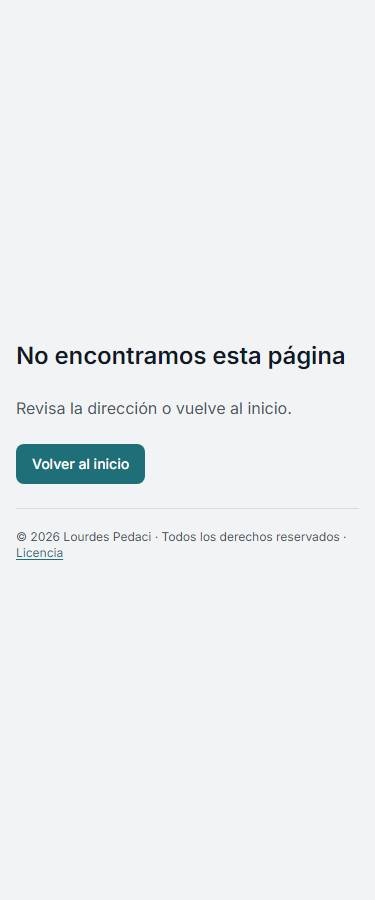 No encontramos esta página
Revisa la dirección o vuelve al inicio.
Volver al inicio
© 2026 Lourdes Pedaci · Todos los derechos reservados ·
Licencia